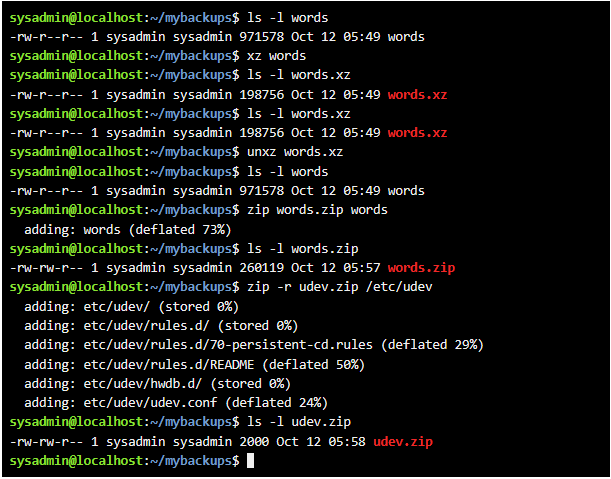 sysadmin@localhost:~/mybackups$ ls -l words
-rw-r--r-- 1 sysadmin sysadmin 971578 Oct 12 05:49 words
sysadmin@localhost:~/mybackups$ xz words
sysadmin@localhost:~/mybackups$ ls -l words.xz
-rw-r--r-- 1 sysadmin sysadmin 198756 Oct 12 05:49 words.xz
sysadmin@localhost:~/mybackups$ ls -l words.xz
-rw-r--r-- 1 sysadmin sysadmin 198756 Oct 12 05:49 words.xz
sysadmin@localhost:~/mybackups$ unxz words.xz
sysadmin@localhost:~/mybackups$ ls -l words
-rw-r--r-- 1 sysadmin sysadmin 971578 Oct 12 05:49 words
sysadmin@localhost:~/mybackups$ zip words.zip words
  adding: words (deflated 73%)
sysadmin@localhost:~/mybackups$ ls -l words.zip
-rw-rw-r-- 1 sysadmin sysadmin 260119 Oct 12 05:57 words.zip
sysadmin@localhost:~/mybackups$ zip -r udev.zip /etc/udev
  adding: etc/udev/ (stored 0%)
  adding: etc/udev/rules.d/ (stored 0%)
  adding: etc/udev/rules.d/70-persistent-cd.rules (deflated 29%)
  adding: etc/udev/rules.d/README (deflated 50%)
  adding: etc/udev/hwdb.d/ (stored 0%)
  adding: etc/udev/udev.conf (deflated 24%)
sysadmin@localhost:~/mybackups$ ls -l udev.zip
-rw-rw-r-- 1 sysadmin sysadmin 2000 Oct 12 05:58 udev.zip
sysadmin@localhost:~/mybackups$